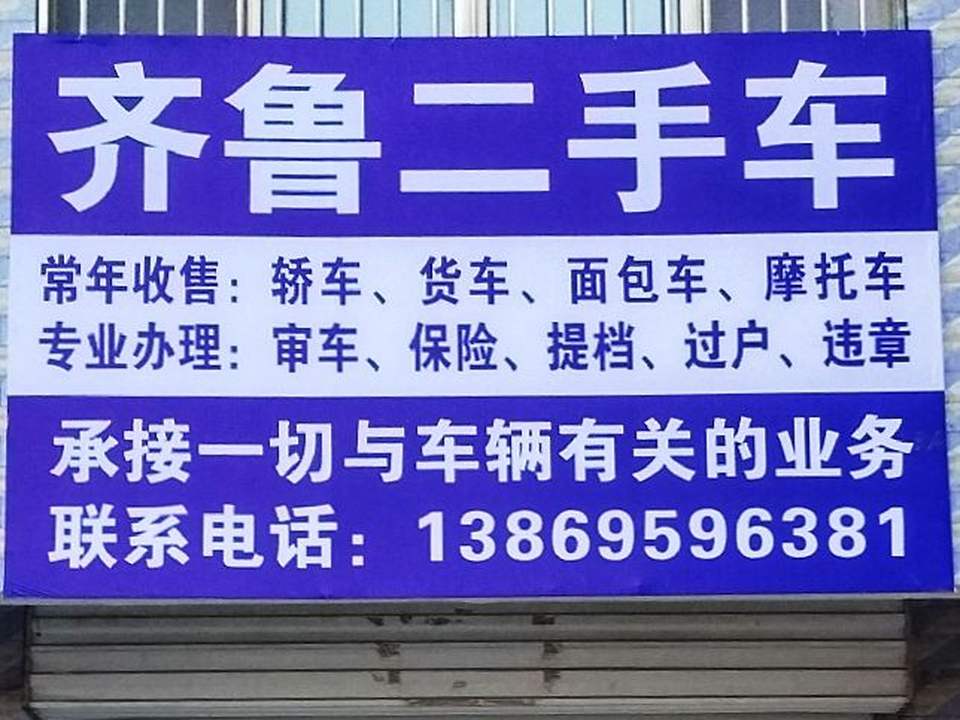 齐鲁二手车
常年收售：轿车、货车、面包车、摩托车
专业办理：审车、保险、提档、过户、违章
承接一切与车辆有关的业务
联系电话：13869596381